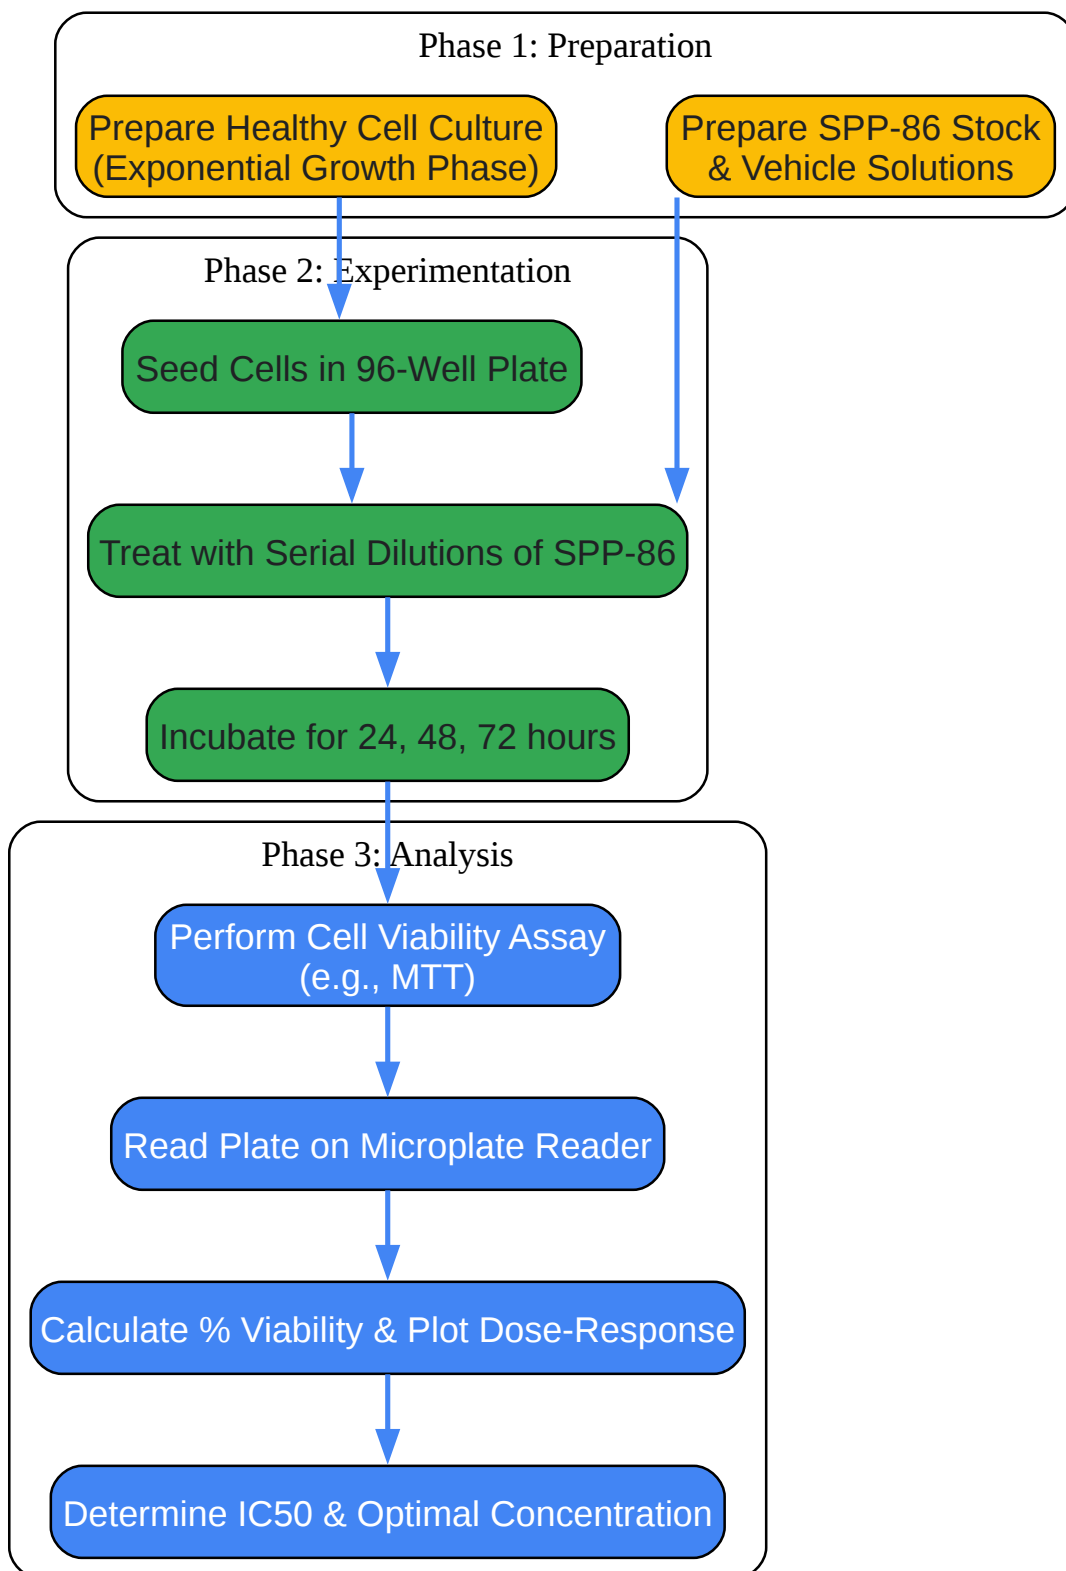 Phase 1: Preparation
Prepare Healthy Cell Culture
(Exponential Growth Phase)
Prepare SPP-86 Stock
& Vehicle Solutions
Phase 2: Experimentation
Seed Cells in 96-Well Plate
Treat with Serial Dilutions of SPP-86
Incubate for 24, 48, 72 hours
Phase 3: Analysis
Perform Cell Viability Assay
(e.g., MTT)
Read Plate on Microplate Reader
Calculate % Viability & Plot Dose-Response
Determine IC50 & Optimal Concentration